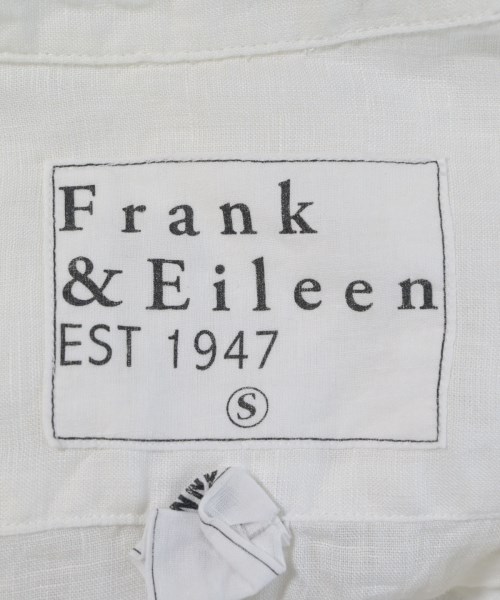 Frank
& Eileen
EST 1947
S